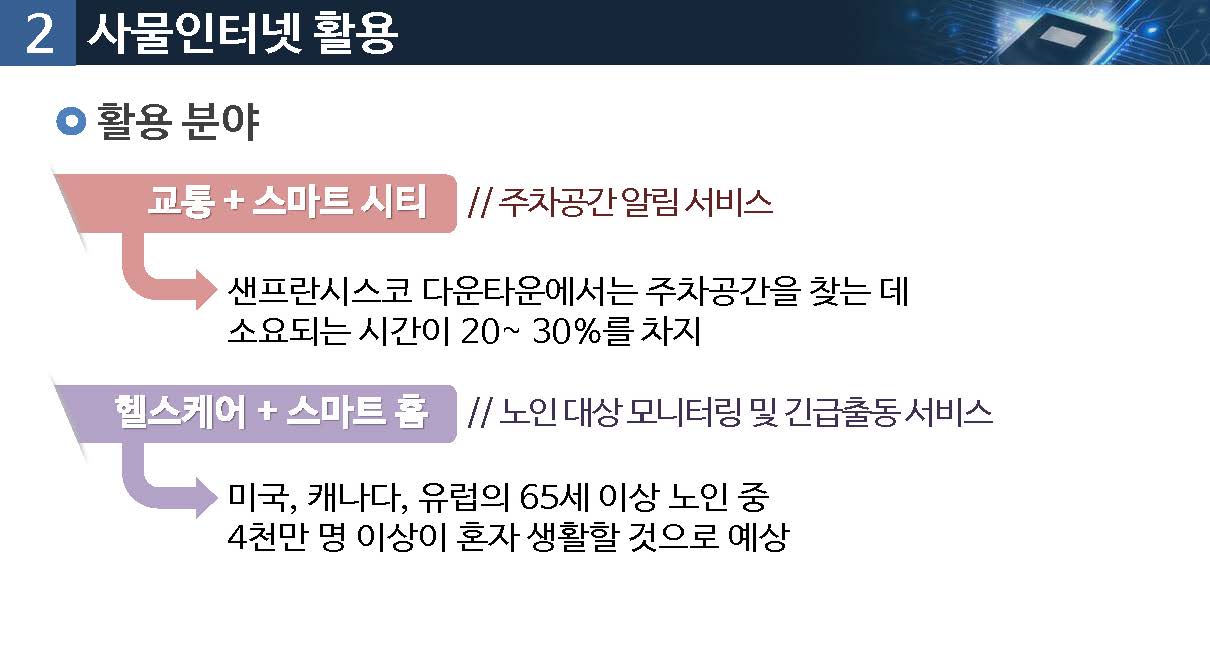 2 사물인터넷 활용
활용 분야
교통 + 스마트 시티 // 주차공간 알림 서비스
샌프란시스코 다운타운에서는 주차공간을 찾는 데
소요되는 시간이 20~ 30%를 차지
헬스케어 + 스마트 홈 // 노인 대상 모니터링 및 긴급출동 서비스
미국, 캐나다, 유럽의 65세 이상 노인 중
4천만 명 이상이 혼자 생활할 것으로 예상